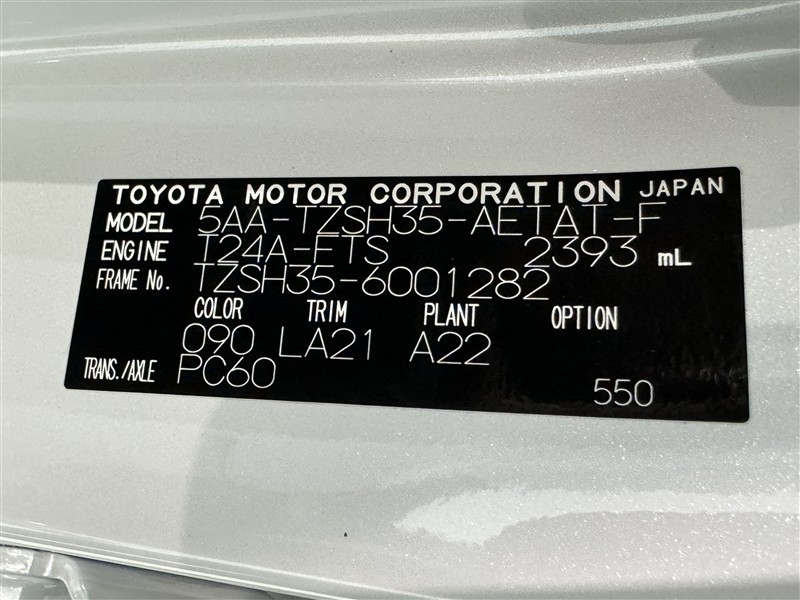 TOYOTA MOTOR CORPORATION JAPAN
MODEL 5AA-TZSH35-AETAT-F
ENGINE T24A-FTS 2393 mL
FRAME No. TZSH35-6001282
COLOR TRIM PLANT OPTION
090 LA21 A22
TRANS./AXLE PC60
550